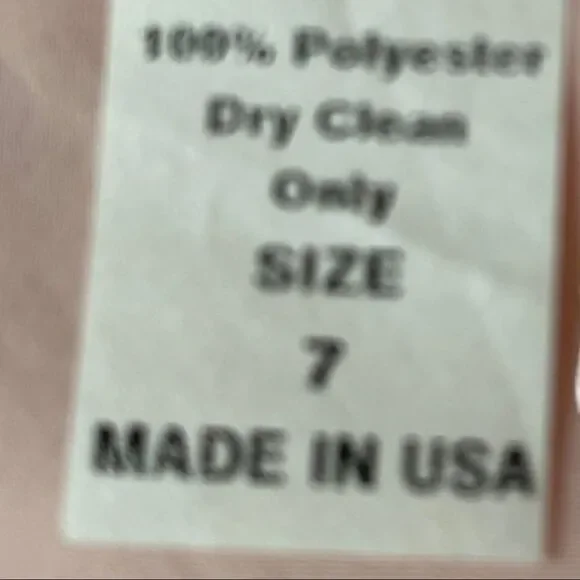 100% Polyester
Dry Clean
Only
SIZE
7
MADE IN USA